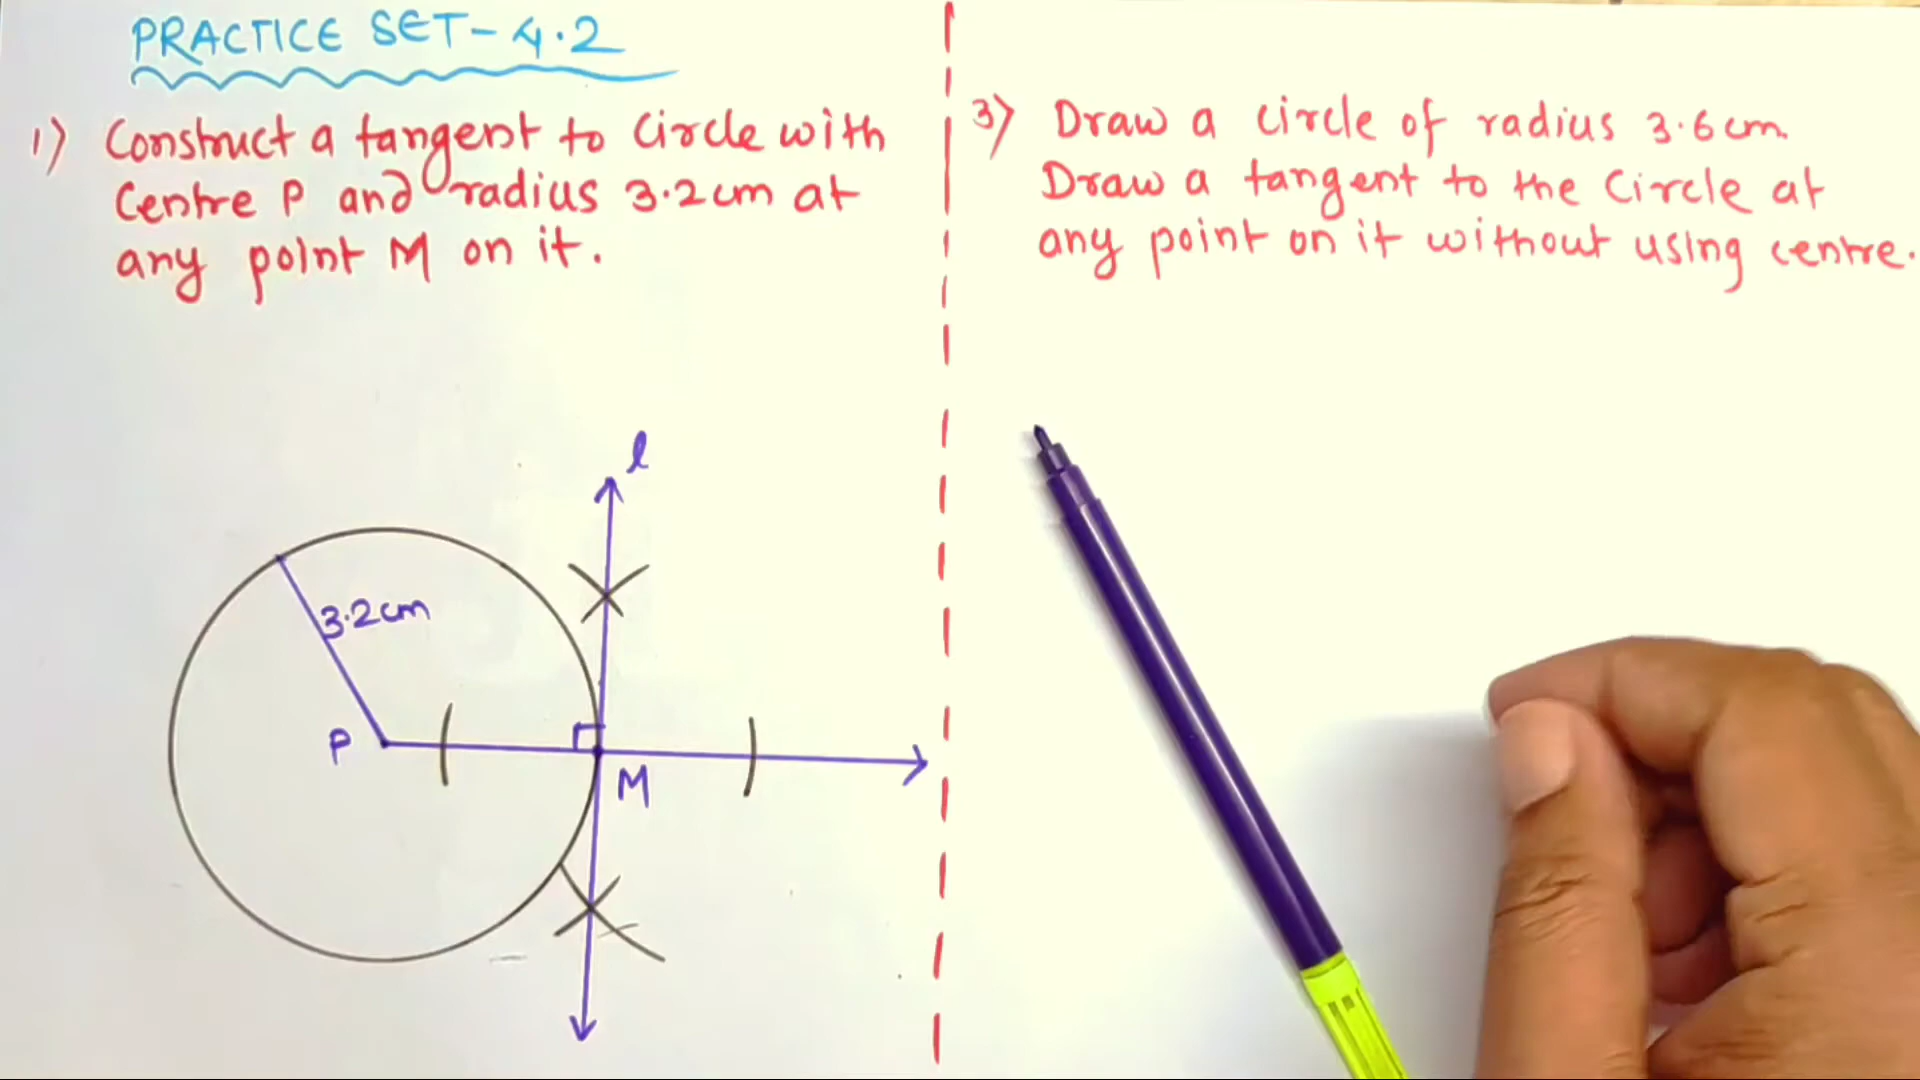 PRACTICE SET-4.2
1) Construct a tangent to circle with
Centre P and radius 3.2cm at
any point M on it.
3) Draw a circle of radius 3.6cm.
Draw a tangent to the Circle at
any point on it without using centre.
l
3.2cm
P
M